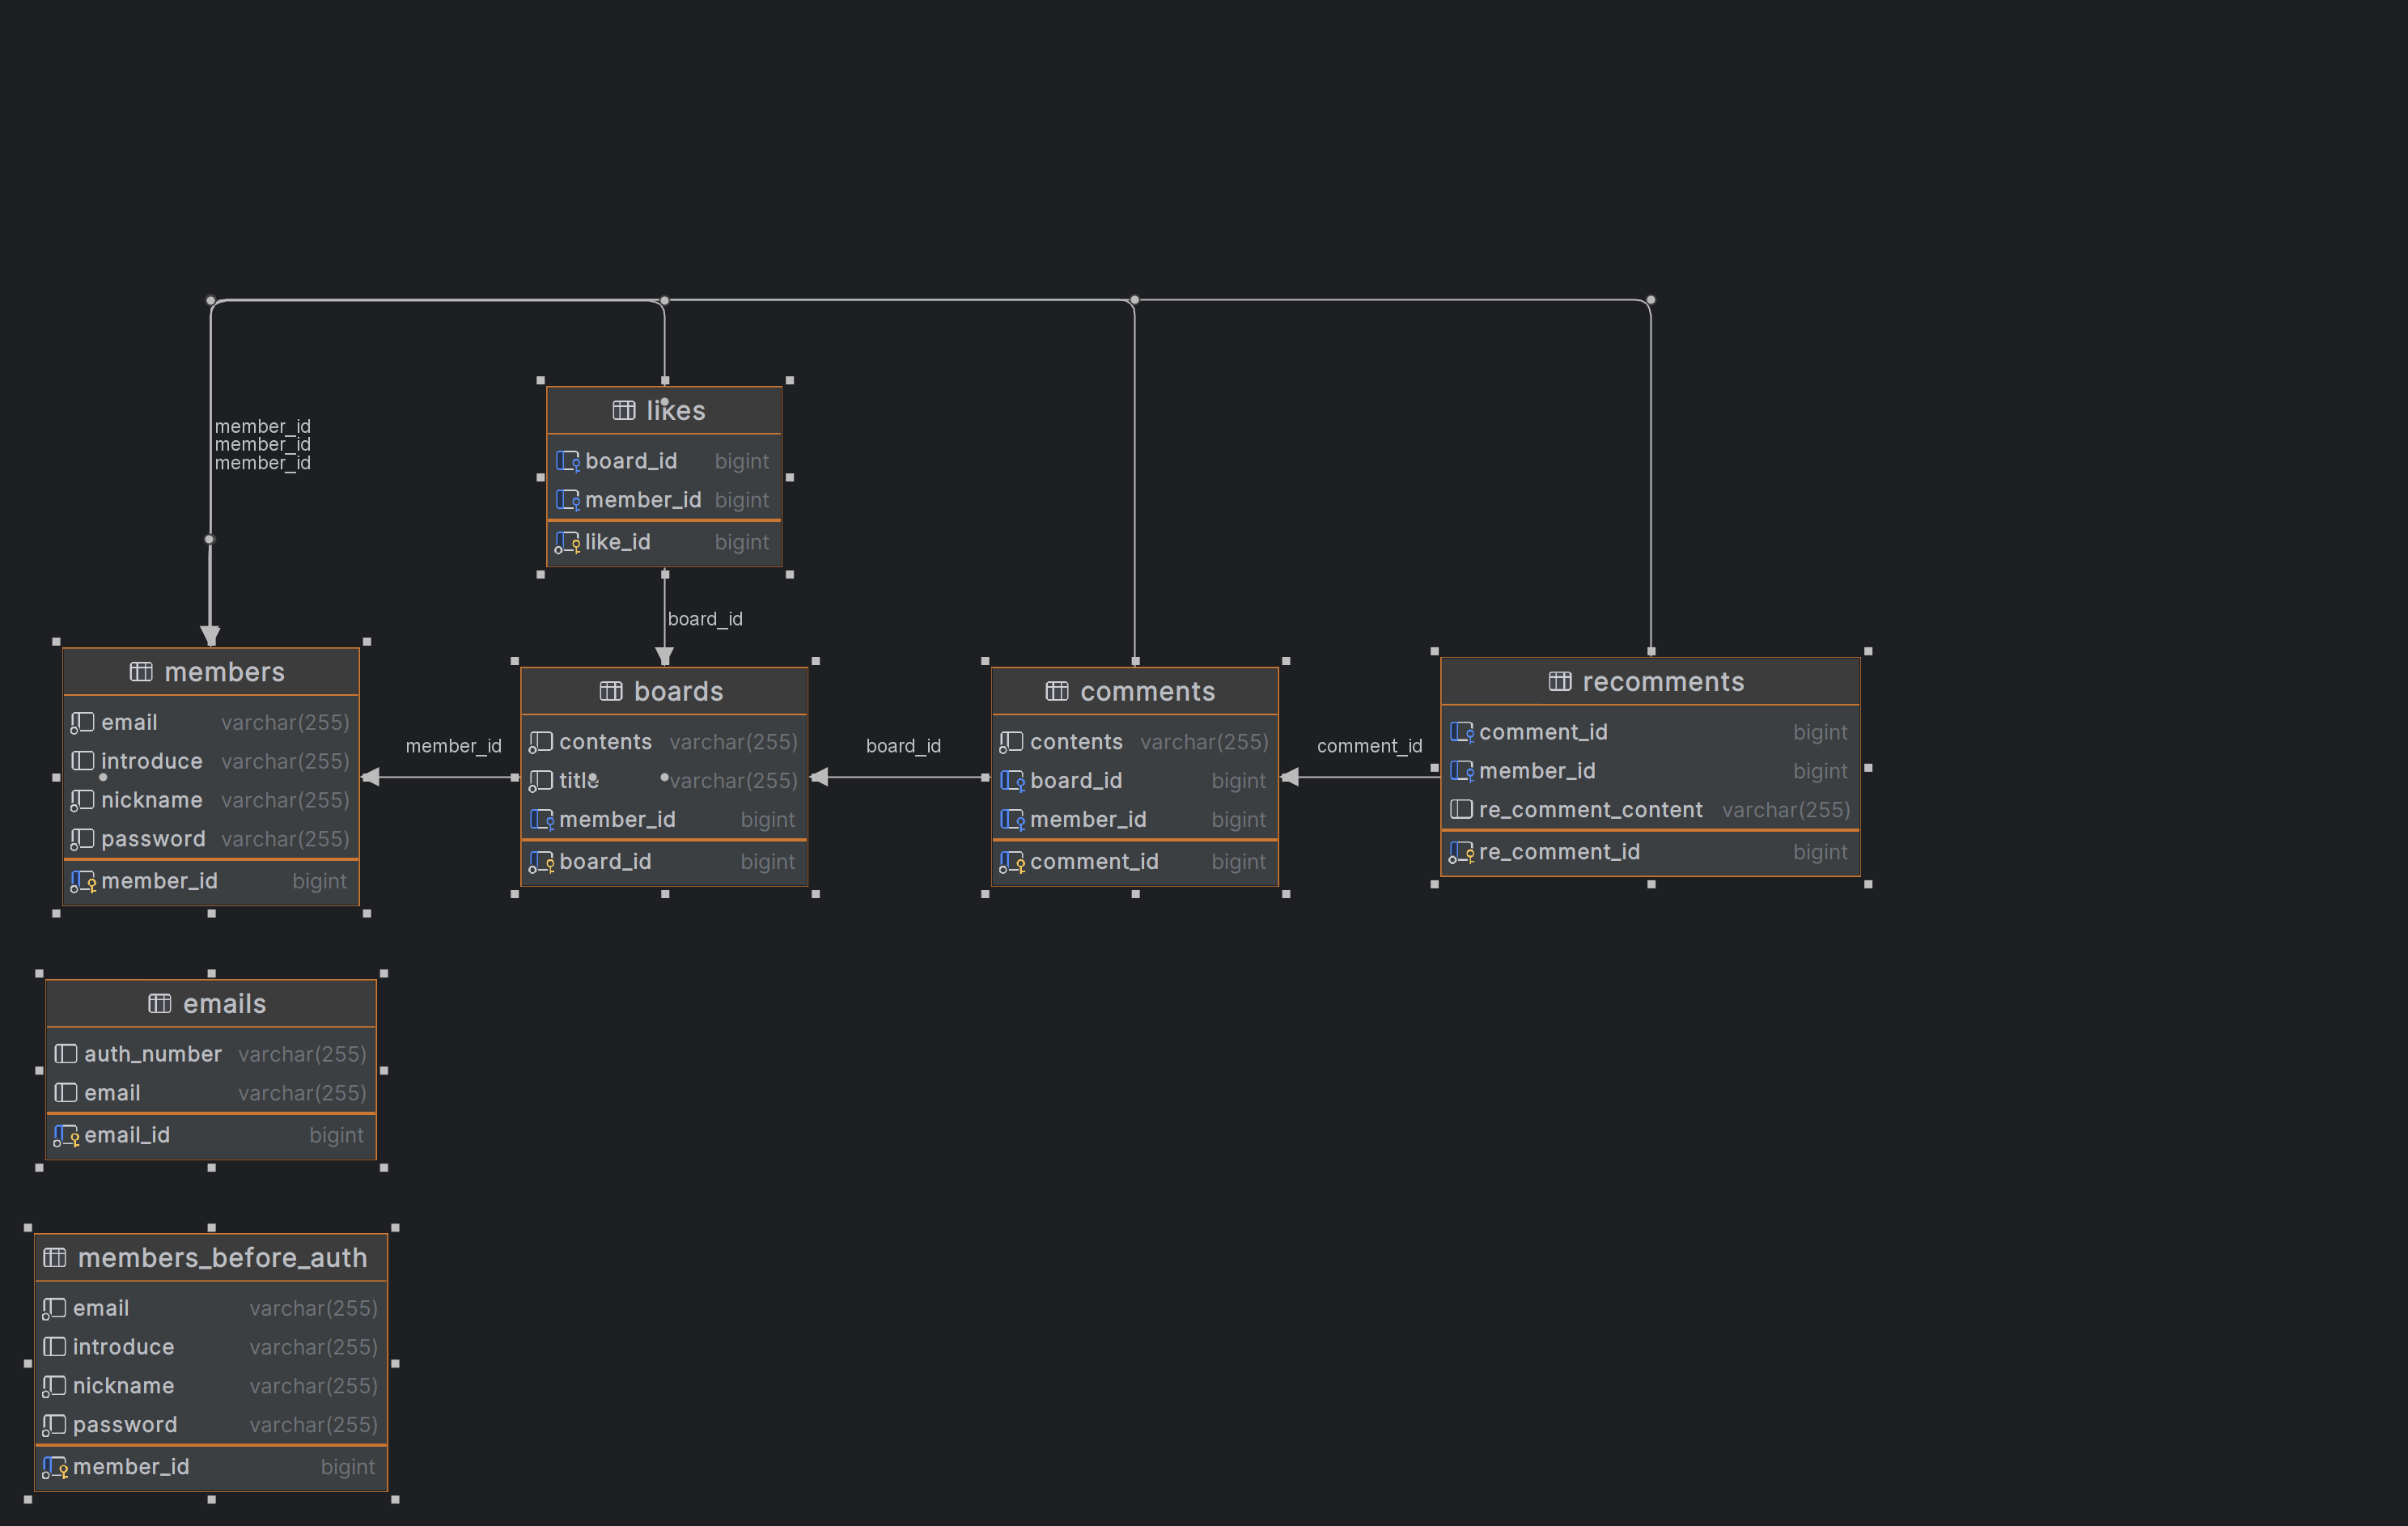 member_id
member_id
member_id
likes
board_id bigint
member_id bigint
like_id bigint
board_id
members
email varchar(255)
introduce varchar(255)
nickname varchar(255)
password varchar(255)
member_id bigint
member_id
boards
contents varchar(255)
title varchar(255)
member_id bigint
board_id bigint
board_id
comments
contents varchar(255)
board_id bigint
member_id bigint
comment_id bigint
comment_id
recomments
comment_id bigint
member_id bigint
re_comment_content varchar(255)
re_comment_id bigint
emails
auth_number varchar(255)
email varchar(255)
email_id bigint
members_before_auth
email varchar(255)
introduce varchar(255)
nickname varchar(255)
password varchar(255)
member_id bigint